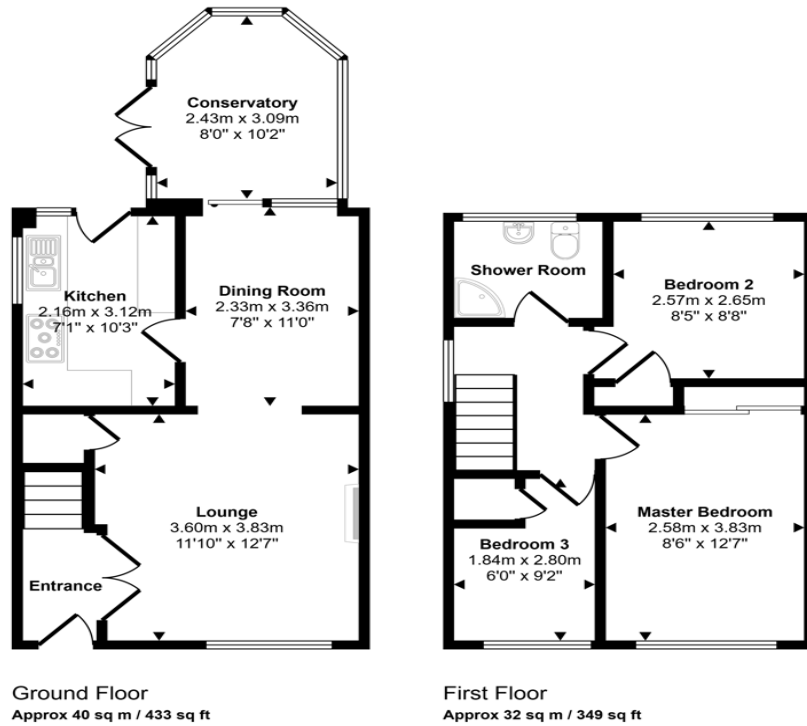 Conservatory
2.43m x 3.09m
8'0" x 10'2"
Kitchen
2.16m x 3.12m
7'1" x 10'3"
Dining Room
2.33m x 3.36m
7'8" x 11'0"
Lounge
3.60m x 3.83m
11'10" x 12'7"
Entrance
Ground Floor
Approx 40 sq m / 433 sq ft
Shower Room
Bedroom 2
2.57m x 2.65m
8'5" x 8'8"
Master Bedroom
2.58m x 3.83m
8'6" x 12'7"
Bedroom 3
1.84m x 2.80m
6'0" x 9'2"
First Floor
Approx 32 sq m / 349 sq ft